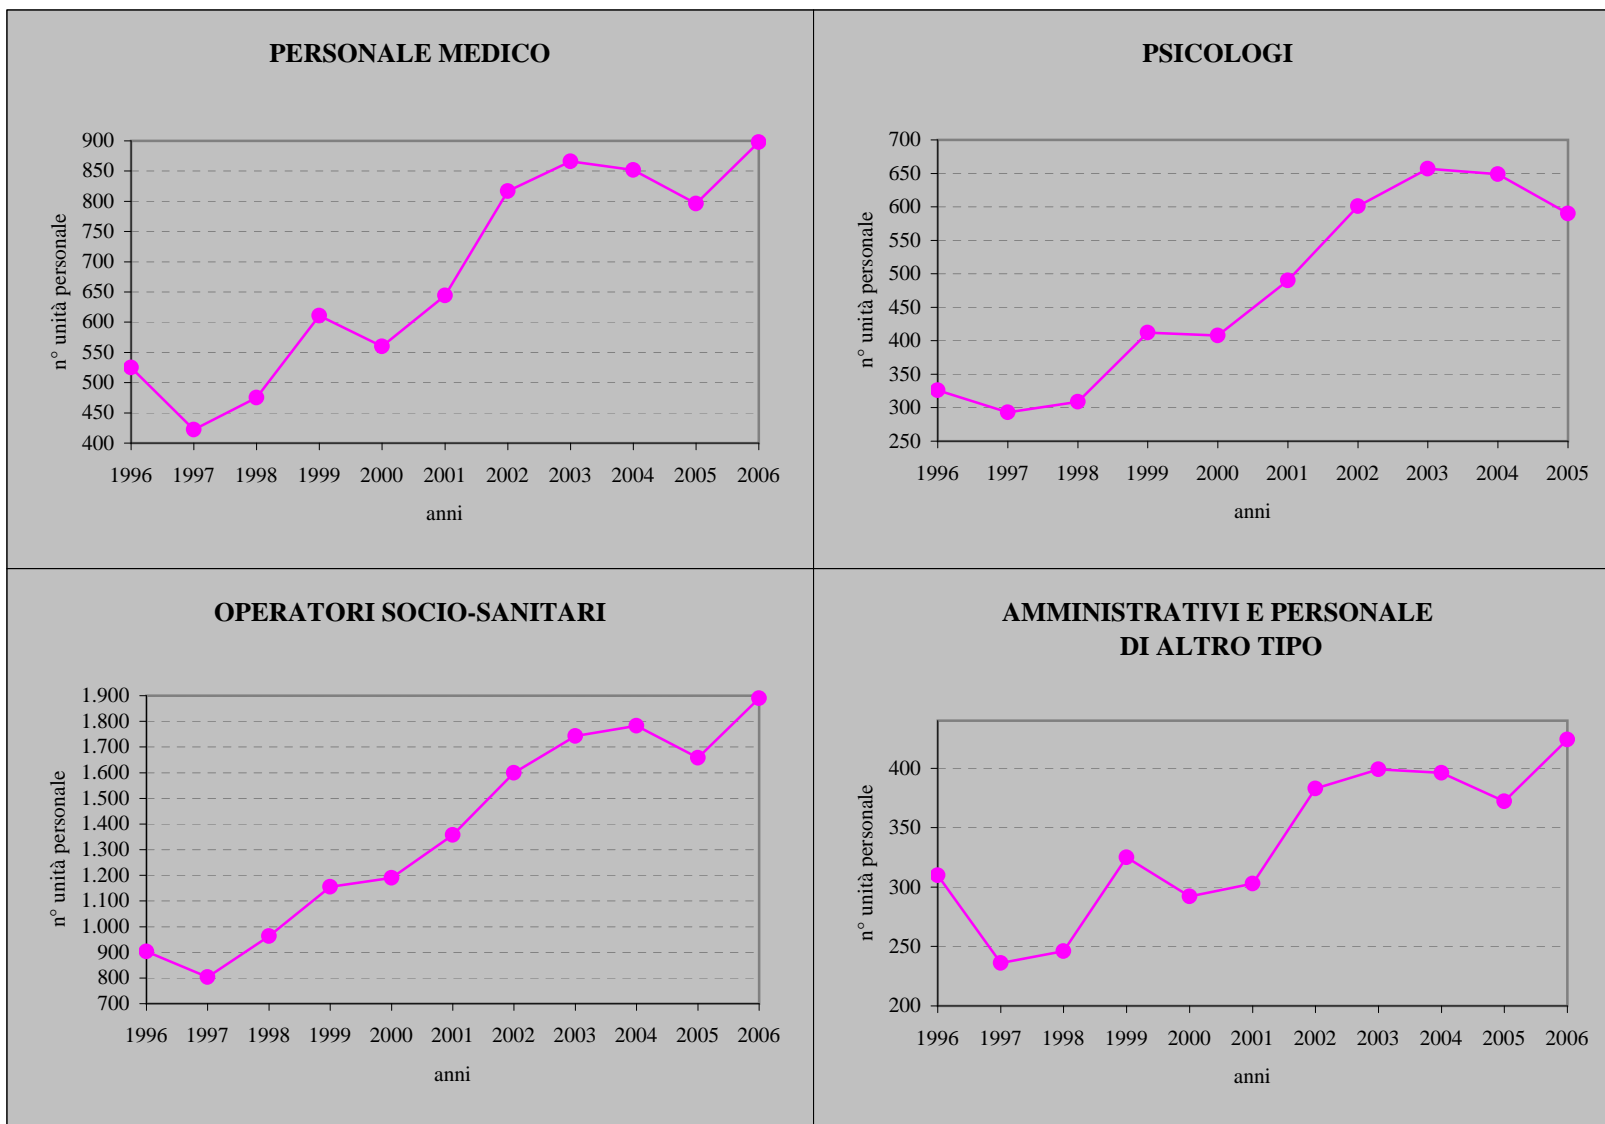 PERSONALE MEDICO
900
850
800
750
700
650
600
550
500
450
400
n° unità personale
1996 1997 1998 1999 2000 2001 2002 2003 2004 2005 2006
anni
PSICOLOGI
700
650
600
550
500
450
400
350
300
250
n° unità personale
1996 1997 1998 1999 2000 2001 2002 2003 2004 2005
anni
OPERATORI SOCIO-SANITARI
1.900
1.800
1.700
1.600
1.500
1.400
1.300
1.200
1.100
1.000
900
800
700
n° unità personale
1996 1997 1998 1999 2000 2001 2002 2003 2004 2005 2006
anni
AMMINISTRATIVI E PERSONALE
DI ALTRO TIPO
400
350
300
250
200
n° unità personale
1996 1997 1998 1999 2000 2001 2002 2003 2004 2005 2006
anni